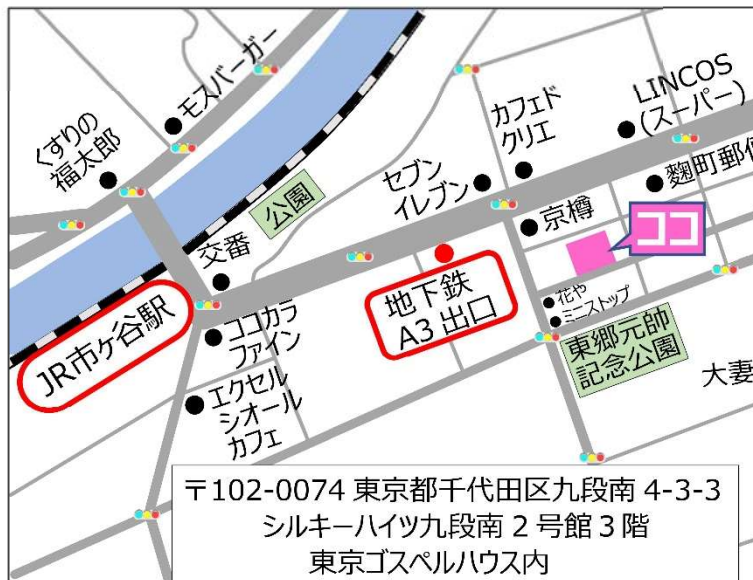 モスバーガー
くすりの
福太郎
カフェド
クリエ
LINCOS
(スーパー)
セブン
イレブン
麴町郵便
公園
京樽
ココ
交番
地下鉄
A3 出口
花や
ミニストップ
JR市ヶ谷駅
ココカラ
ファイン
東郷元帥
記念公園
大妻
エクセル
シオール
カフェ
〒102-0074 東京都千代田区九段南 4-3-3
シルキーハイツ九段南 2 号館 3 階
東京ゴスペルハウス内